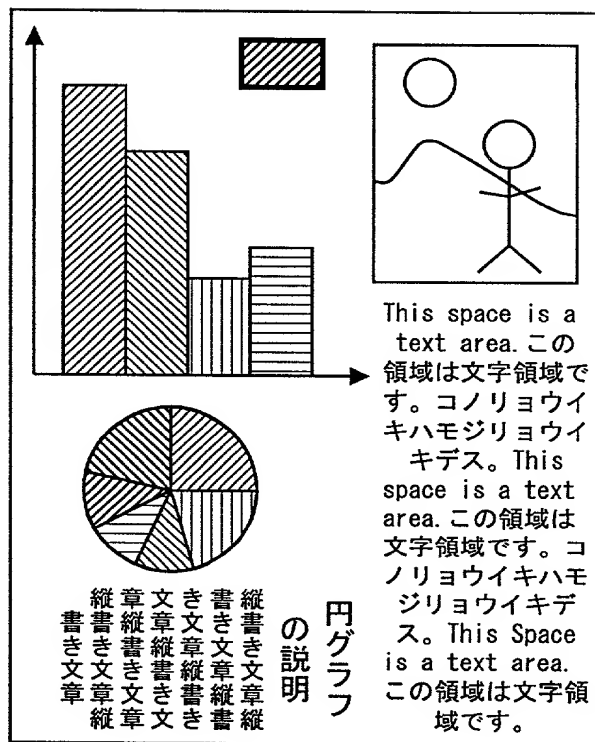 This space is a
text area.この
領域は文字領域で
す。コノリョウイ
キハモジリョウイ
キデス。This
space is a text
area.この領域は
文字領域です。コ
ノリョウイキハモ
ジリョウイキデ
ス。This Space
is a text area.
この領域は文字領
域です。
円グラフ
の説明
縦書き文章縦
書き文章縦書
き文章縦書き
文章縦書き文
章縦書き文章
縦書き文章縦
書き文章